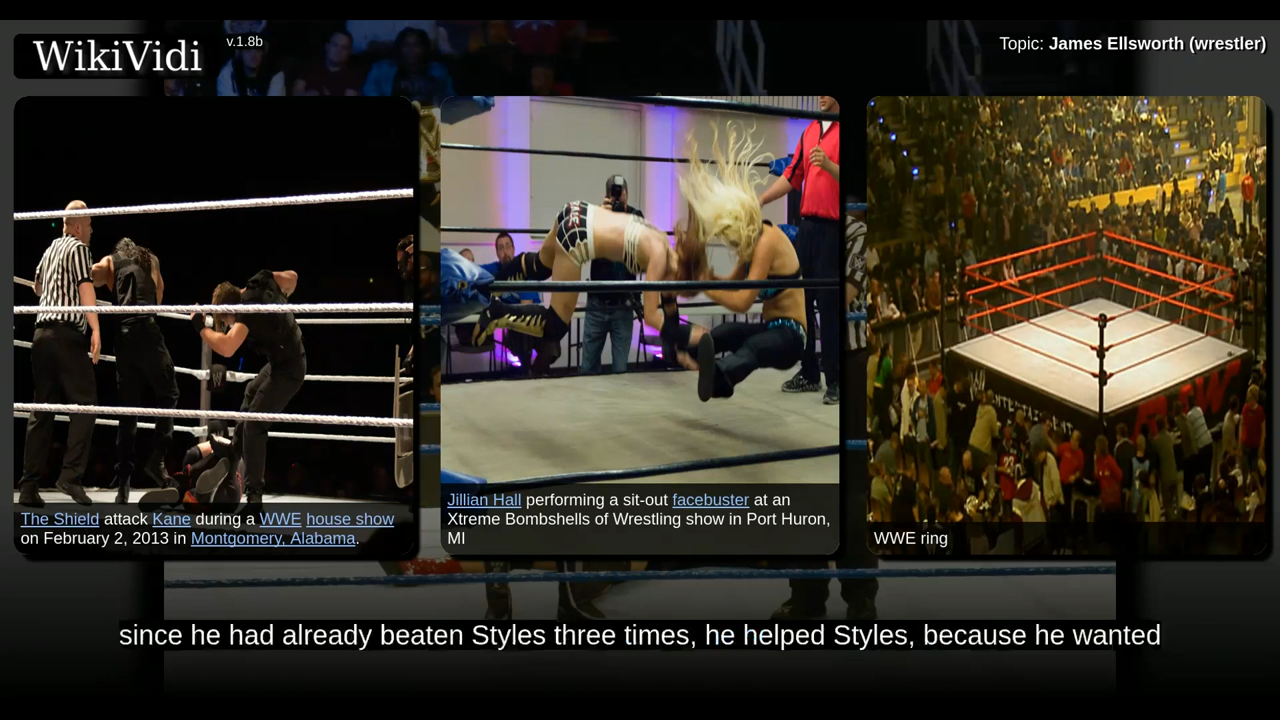 WikiVidi
v.1.8b
Topic: James Ellsworth (wrestler)
The Shield attack Kane during a WWE house show
on February 2, 2013 in Montgomery, Alabama.
Jillian Hall performing a sit-out facebuster at an
Xtreme Bombshells of Wrestling show in Port Huron,
MI
WWE ring
since he had already beaten Styles three times, he helped Styles, because he wanted